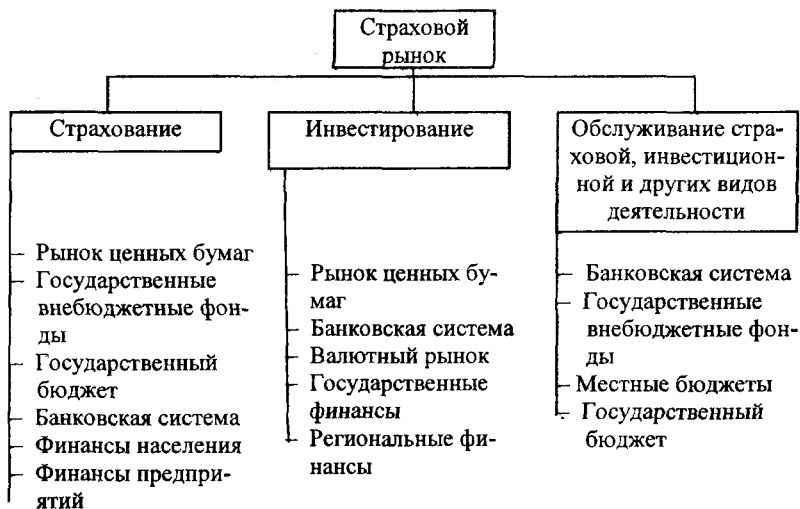 Страховой
рынок
Страхование
Инвестирование
Обслуживание стра-
ховой, инвестицион-
ной и других видов
деятельности
Рынок ценных бумаг
Государственные
внебюджетные фон-
ды
Государственный
бюджет
Банковская система
Финансы населения
Финансы предпри-
ятий
Рынок ценных бу-
маг
Банковская система
Валютный рынок
Государственные
финансы
Региональные фи-
нансы
Банковская система
Государственные
внебюджетные фон-
ды
Местные бюджеты
Государственный
бюджет